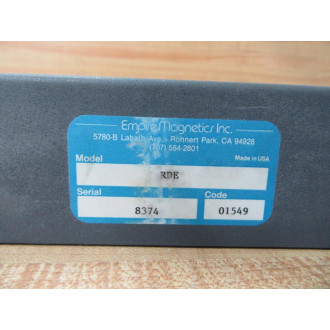 Empire Magnetics Inc.
5780-B Labath Ave. - Rohnert Park, CA 94928
(707) 584-2801
Model Made in USA
RDE
Serial Code
8374 01549